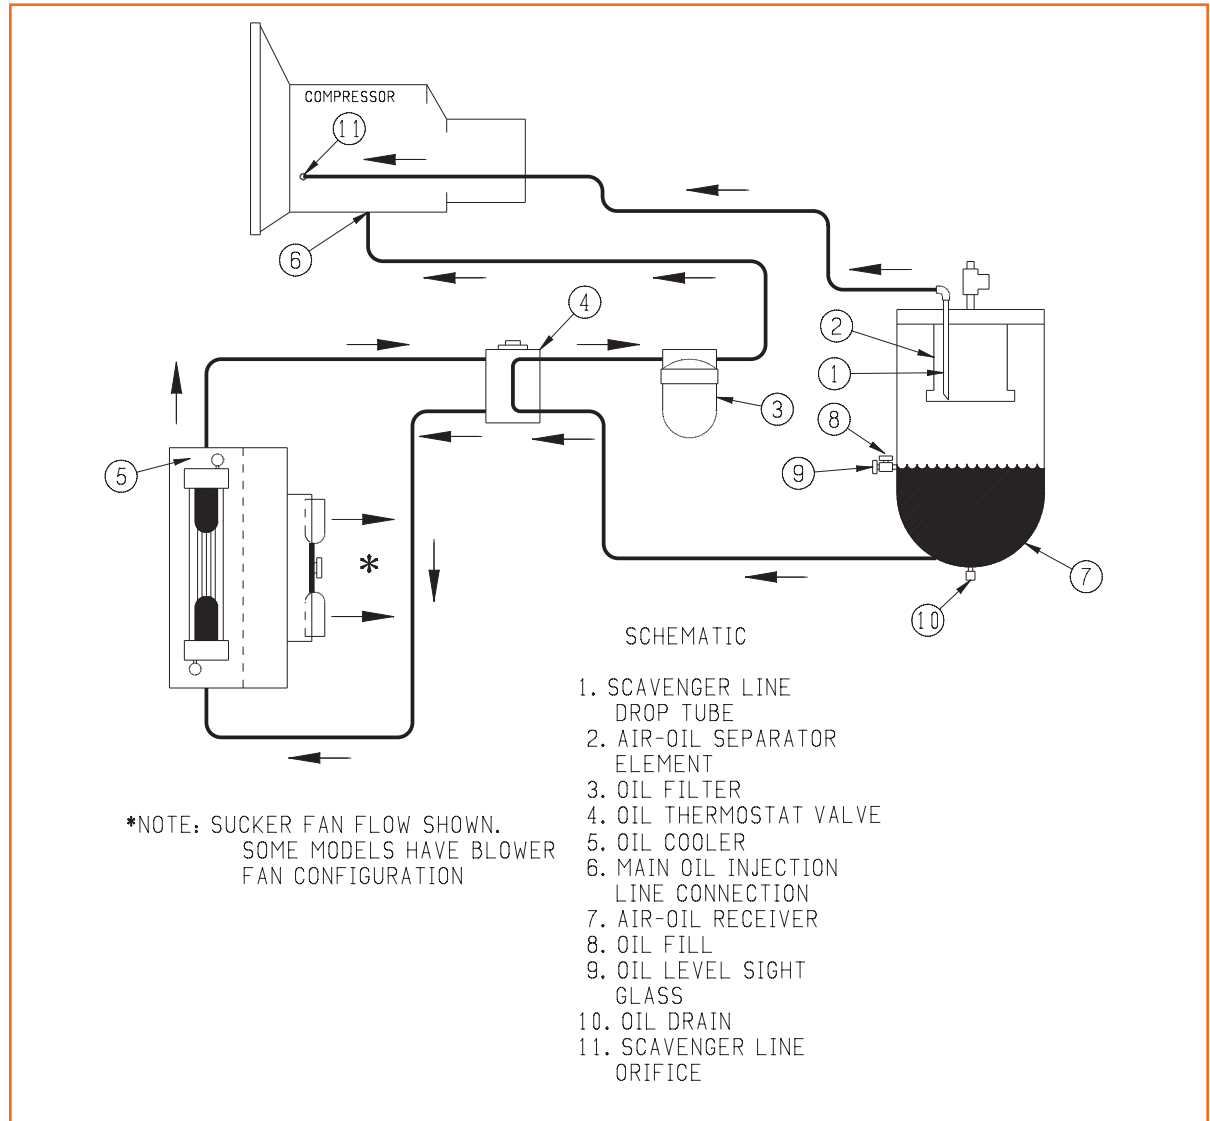 COMPRESSOR
11
6
4
2
1
3
8
9
5
*
7
10
SCHEMATIC
1. SCAVENGER LINE
DROP TUBE
2. AIR-OIL SEPARATOR
ELEMENT
3. OIL FILTER
4. OIL THERMOSTAT VALVE
5. OIL COOLER
6. MAIN OIL INJECTION
LINE CONNECTION
7. AIR-OIL RECEIVER
8. OIL FILL
9. OIL LEVEL SIGHT
GLASS
10. OIL DRAIN
11. SCAVENGER LINE
ORIFICE
*NOTE: SUCKER FAN FLOW SHOWN.
SOME MODELS HAVE BLOWER
FAN CONFIGURATION